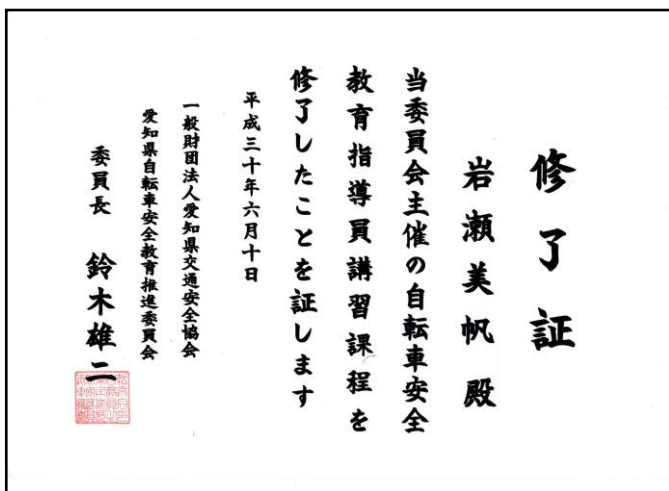 修了証
岩瀬美帆殿
当委員会主催の自転車安全
教育指導員講習課程を
修了したことを証します
平成三十年六月十日
一般財団法人愛知県交通安全協会
愛知県自転車安全教育推進委員会
委員長 鈴木雄二